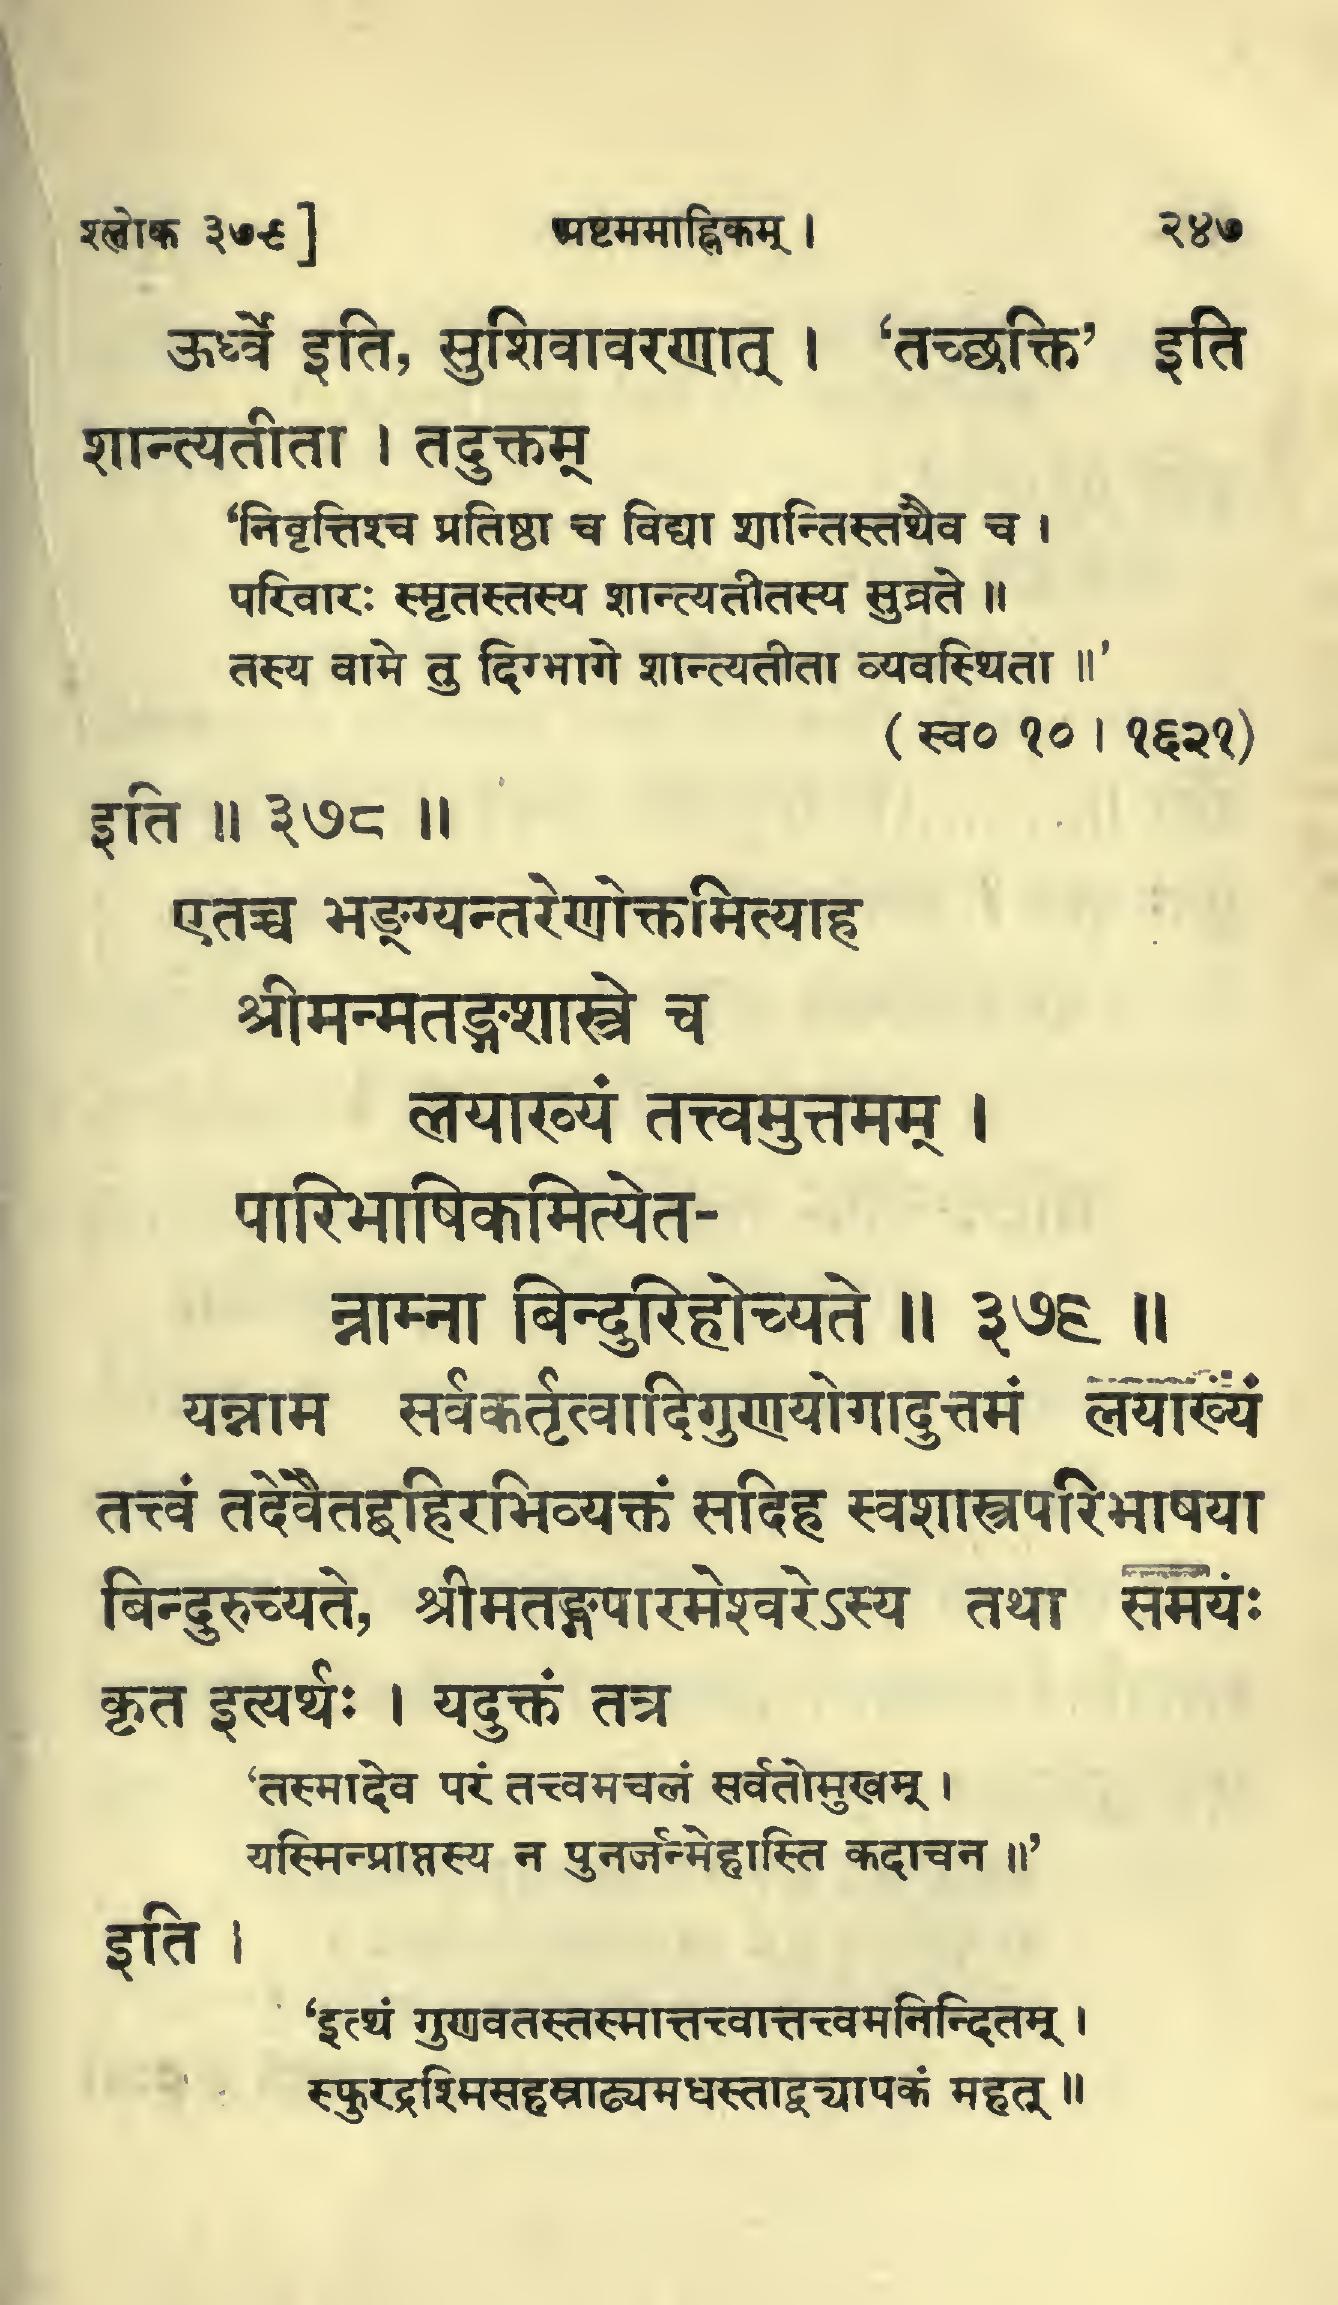 श्लोक ३७९] अष्टममाह्निकम् । २४७
ऊर्ध्वे इति, सुशिवावरणात् । ‘तच्छक्ति’ इति
शान्त्यतीता । तदुक्तम्
‘निवृत्तिश्च प्रतिष्ठा च विद्या शान्तिस्तथैव च ।
परिवारः स्मृतस्तस्य शान्त्यतीतस्य सुव्रते ॥
तस्य वामे तु दिग्भागे शान्त्यतीता व्यवस्थिता ॥’
( स्व० १० । १६२१)
इति ॥ ३७८ ॥
एतच्च भङ्ग्यन्तरेणोक्तमित्याह
श्रीमन्मतङ्गशास्त्रे च
लयाख्यं तत्त्वमुत्तमम् ।
पारिभाषिकमित्येत-
न्नाम्ना बिन्दुरिहोच्यते ॥ ३७९ ॥
यन्नाम सर्वकर्तृत्वादिगुणयोगादुत्तमं लयाख्यं
तत्त्वं तदेवैतद्बहिरभिव्यक्तं सदिह स्वशास्त्रपरिभाषया
बिन्दुरुच्यते, श्रीमतङ्गपारमेश्वरेऽस्य तथा समयंः
कृत इत्यर्थः । यदुक्तं तत्र
‘तस्मादेव परं तत्त्वमचलं सर्वतोमुखम् ।
यस्मिन्प्राप्तस्य न पुनर्जन्मेहास्ति कदाचन ॥’
इति ।
‘इत्थं गुणवतस्तस्मात्तत्त्वात्तत्त्वमनिन्दितम् ।
स्फुरद्रश्मिसहस्राढ्यमधस्ताद्व्यापकं महत् ॥